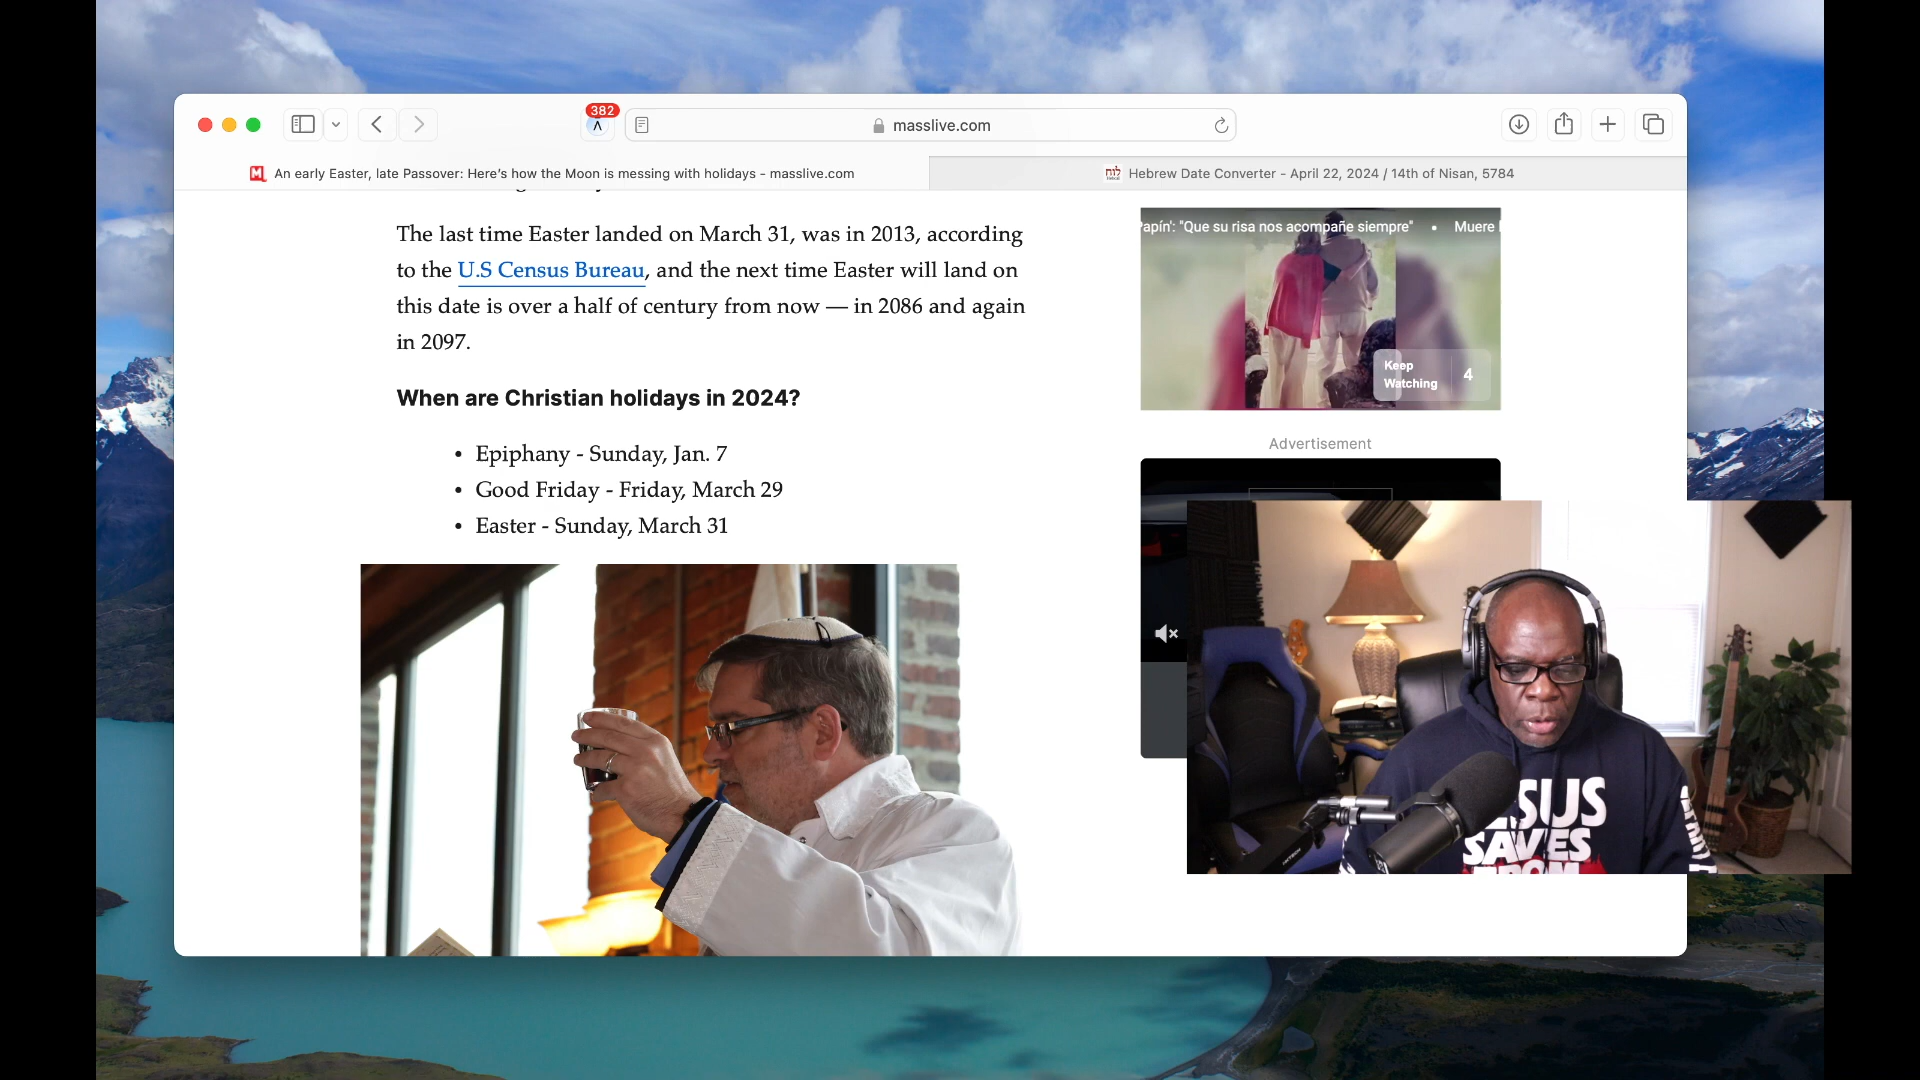 382
masslive.com
An early Easter, late Passover: Here's how the Moon is messing with holidays - masslive.com
Hebrew Date Converter - April 22, 2024 / 14th of Nisan, 5784
The last time Easter landed on March 31, was in 2013, according
to the U.S Census Bureau, and the next time Easter will land on
this date is over a half of century from now — in 2086 and again
in 2097.
When are Christian holidays in 2024?
• Epiphany - Sunday, Jan. 7
• Good Friday - Friday, March 29
• Easter - Sunday, March 31
Papín': "Que su risa nos acompañe siempre" • Muere
Keep
Watching
4
Advertisement
SAVES
FROM